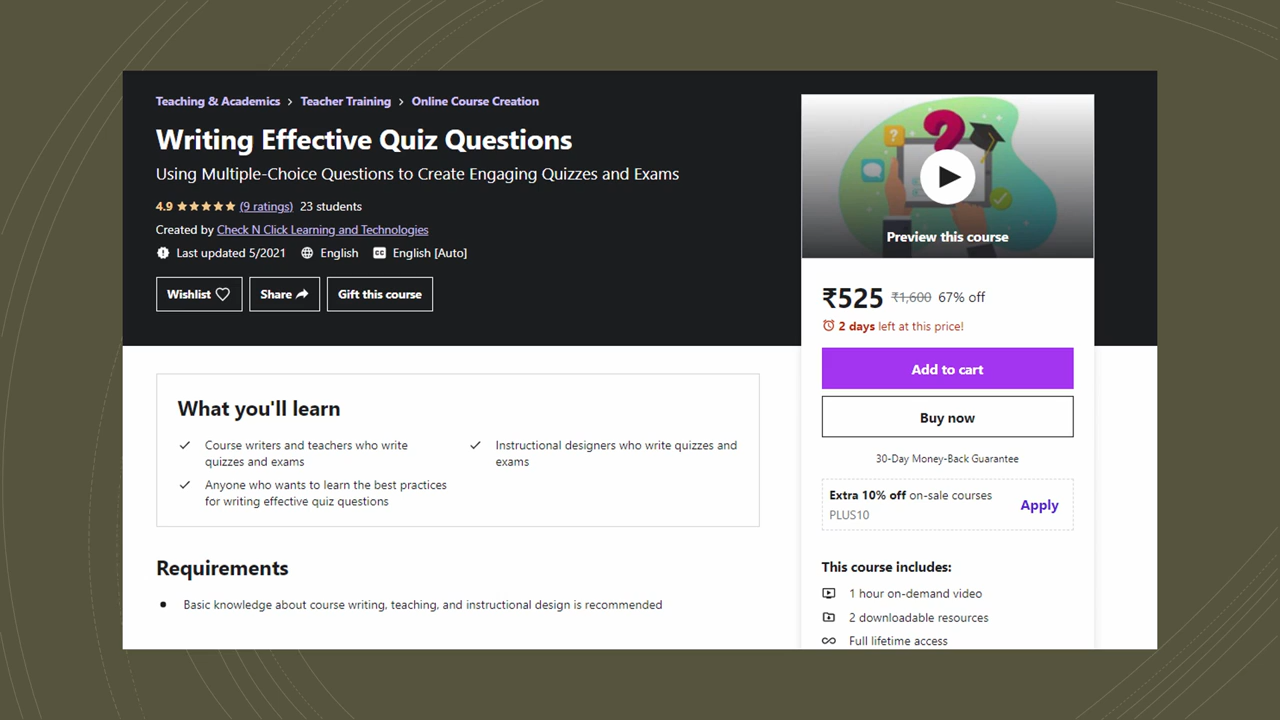 Teaching & Academics > Teacher Training > Online Course Creation
Writing Effective Quiz Questions
Using Multiple-Choice Questions to Create Engaging Quizzes and Exams
4.9 ★★★★★ (9 ratings) 23 students
Created by Check N Click Learning and Technologies
Last updated 5/2021 English CC English [Auto]
Wishlist Share Gift this course
What you'll learn
Course writers and teachers who write
quizzes and exams
Anyone who wants to learn the best practices
for writing effective quiz questions
Instructional designers who write quizzes and
exams
Requirements
Basic knowledge about course writing, teaching, and instructional design is recommended
Preview this course
₹525 ₹1,600 67% off
2 days left at this price!
Add to cart
Buy now
30-Day Money-Back Guarantee
Extra 10% off on-sale courses
PLUS10
Apply
This course includes:
1 hour on-demand video
2 downloadable resources
Full lifetime access